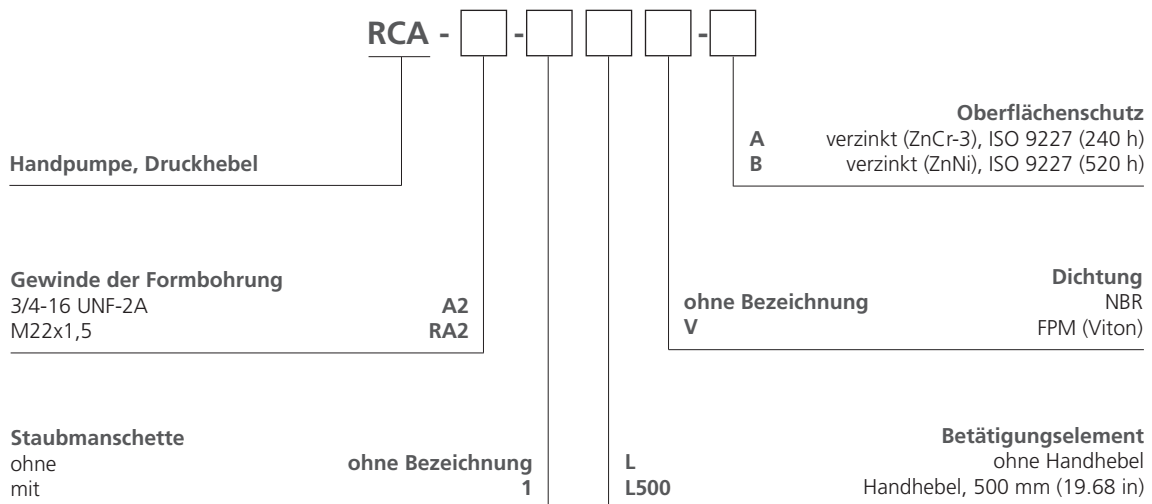 RCA - - -
Oberflächenschutz
A verzinkt (ZnCr-3), ISO 9227 (240 h)
B verzinkt (ZnNi), ISO 9227 (520 h)
Handpumpe, Druckhebel
Gewinde der Formbohrung
3/4-16 UNF-2A A2
M22x1,5 RA2
Dichtung
ohne Bezeichnung NBR
V FPM (Viton)
Staubmanschette
ohne ohne Bezeichnung
mit 1
Betätigungselement
L ohne Handhebel
L500 Handhebel, 500 mm (19.68 in)